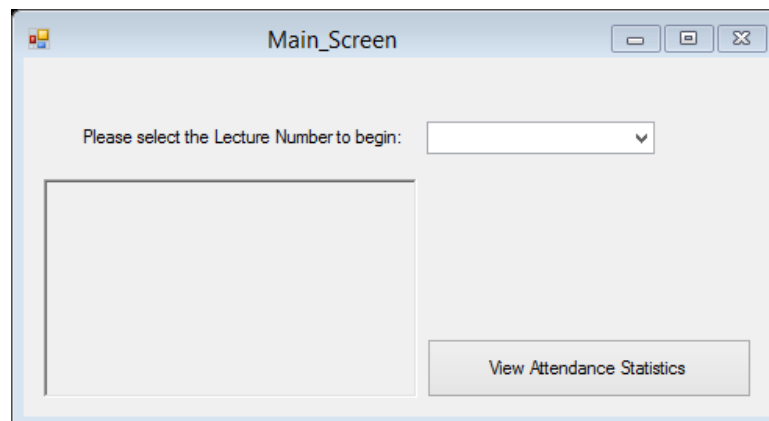 Main_Screen
Please select the Lecture Number to begin:
View Attendance Statistics